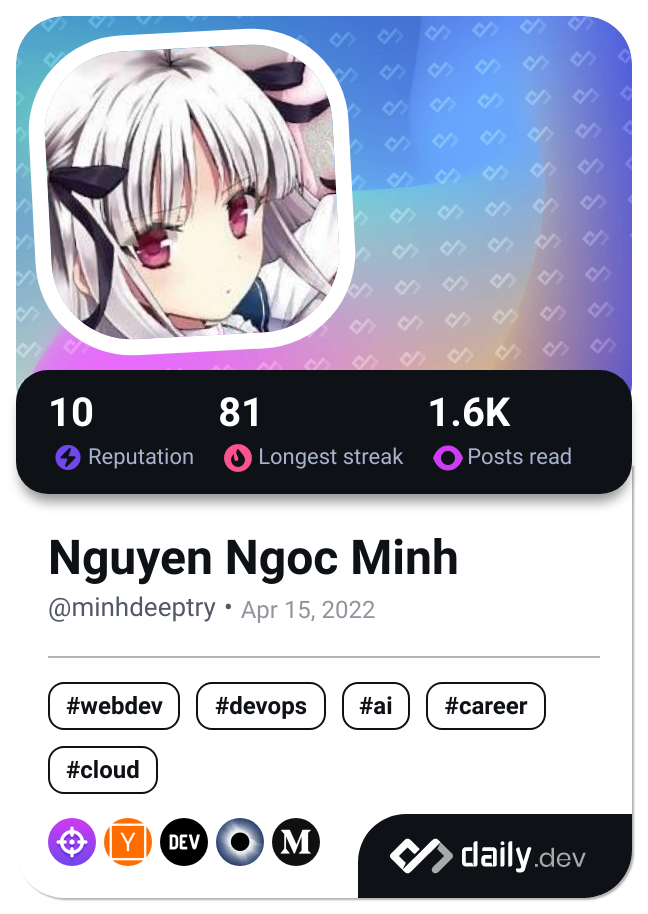 10 81 1.6K
Reputation Longest streak Posts read
Nguyen Ngoc Minh
@minhdeeptry • Apr 15, 2022
#webdev #devops #ai #career
#cloud
Y DEV M
daily.dev